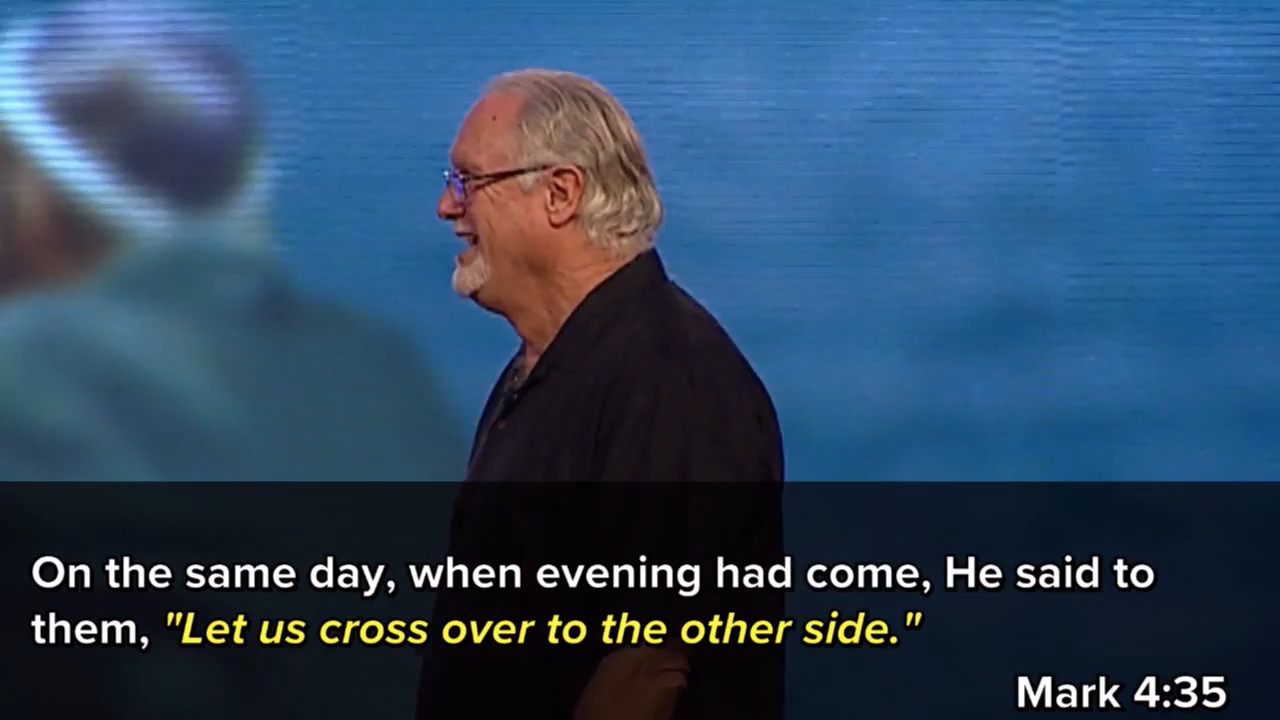 On the same day, when evening had come, He said to
them, "Let us cross over to the other side."
Mark 4:35